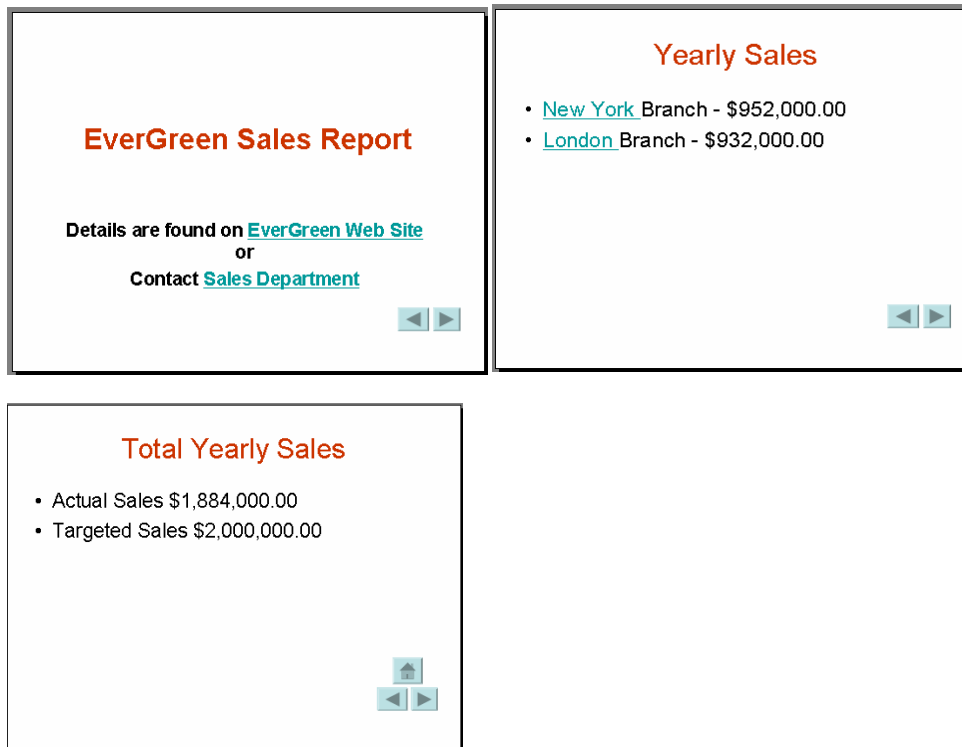 EverGreen Sales Report
Details are found on EverGreen Web Site
or
Contact Sales Department
Yearly Sales
• New York Branch - $952,000.00
• London Branch - $932,000.00
Total Yearly Sales
• Actual Sales $1,884,000.00
• Targeted Sales $2,000,000.00